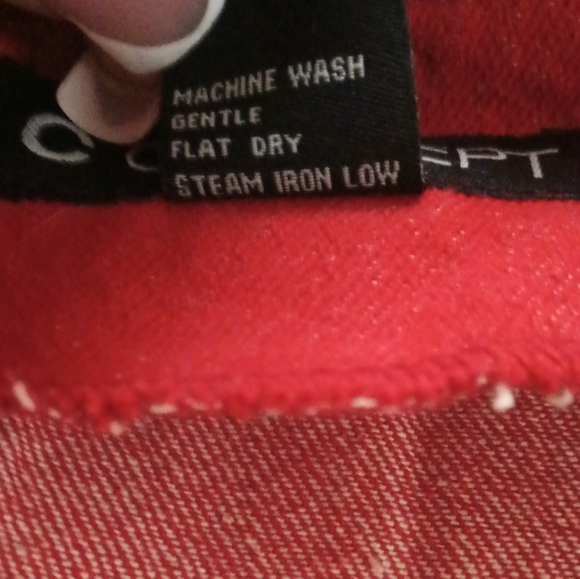 MACHINE WASH
GENTLE
FLAT DRY
STEAM IRON LOW